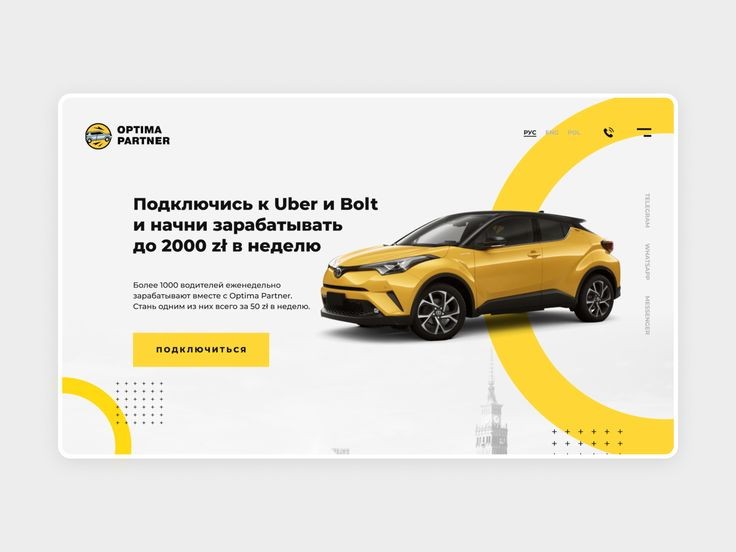 OPTIMA
PARTNER
РУС ENG POL
Подключись к Uber и Bolt
и начни зарабатывать
до 2000 zł в неделю
Более 1000 водителей еженедельно
зарабатывают вместе с Optima Partner.
Стань одним из них всего за 50 zł в неделю.
ПОДКЛЮЧИТЬСЯ
TELEGRAM
WHATSAPP
MESSENGER